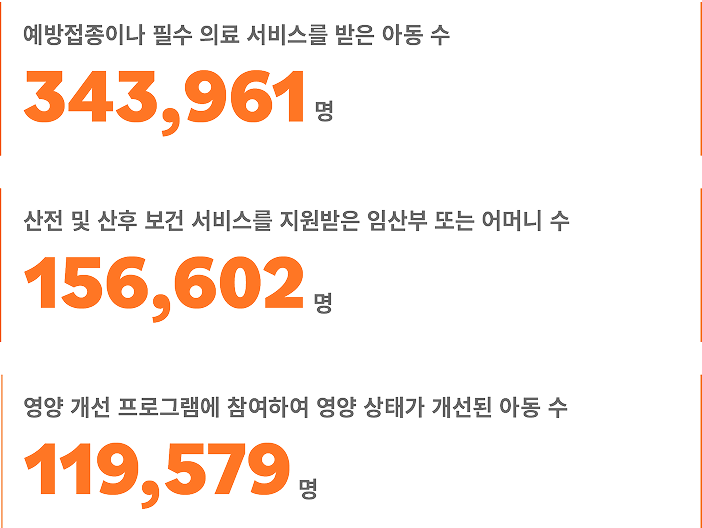 예방접종이나 필수 의료 서비스를 받은 아동 수
343,961 명
산전 및 산후 보건 서비스를 지원받은 임산부 또는 어머니 수
156,602 명
영양 개선 프로그램에 참여하여 영양 상태가 개선된 아동 수
119,579 명